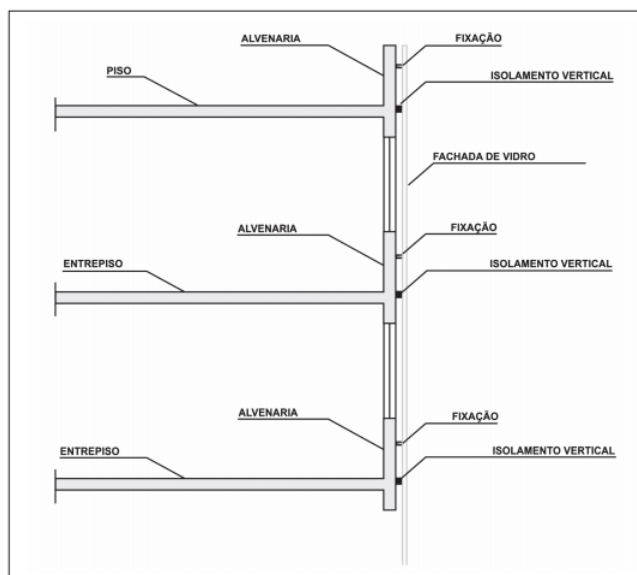 ALVENARIA
FIXAÇÃO
PISO
ISOLAMENTO VERTICAL
FACHADA DE VIDRO
ALVENARIA
FIXAÇÃO
ENTREPISO
ISOLAMENTO VERTICAL
ALVENARIA
FIXAÇÃO
ENTREPISO
ISOLAMENTO VERTICAL